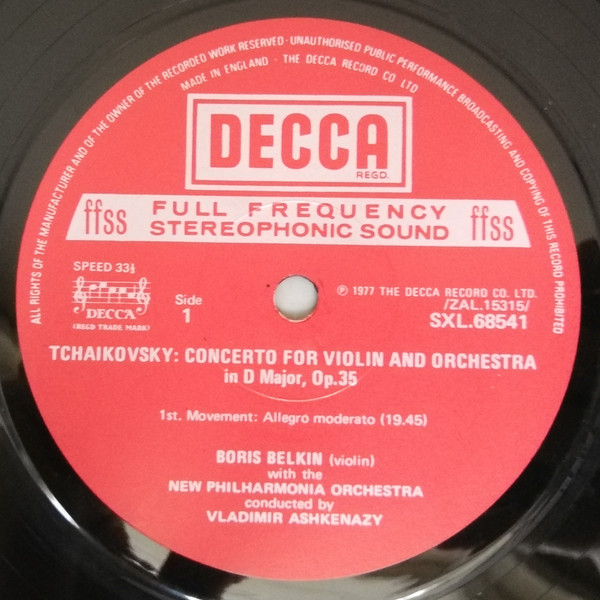 ALL RIGHTS OF THE MANUFACTURER AND OF THE OWNER OF THE RECORDED WORK RESERVED · UNAUTHORISED PUBLIC PERFORMANCE BROADCASTING AND COPYING OF THIS RECORD PROHIBITED
MADE IN ENGLAND · THE DECCA RECORD CO LTD
DECCA
REGD.
ffss FULL FREQUENCY STEREOPHONIC SOUND ffss
SPEED 33⅓
DECCA
(REGD TRADE MARK)
Side
1
℗ 1977 THE DECCA RECORD CO. LTD.
/ZAL.15315/
SXL.68541
TCHAIKOVSKY: CONCERTO FOR VIOLIN AND ORCHESTRA
in D Major, Op.35
1st. Movement: Allegro moderato (19.45)
BORIS BELKIN (violin)
with the
NEW PHILHARMONIA ORCHESTRA
conducted by
VLADIMIR ASHKENAZY